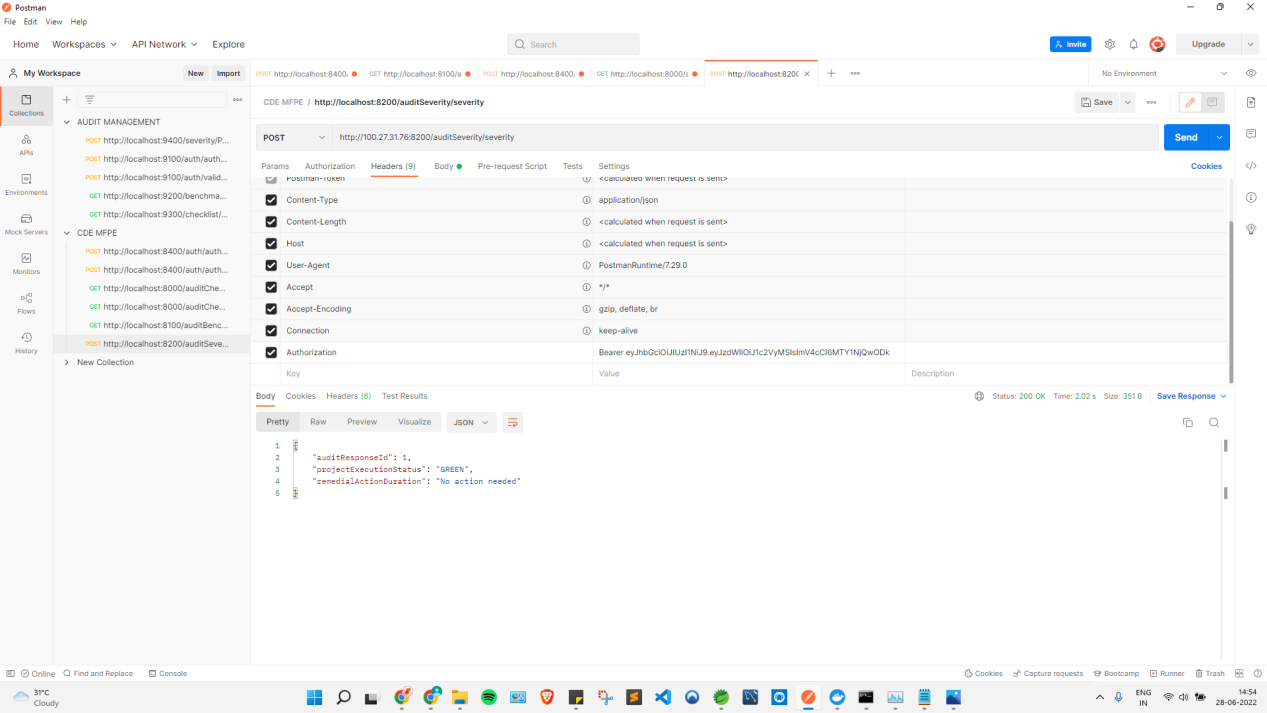 Postman
File Edit View Help
Home Workspaces API Network Explore
Search
Invite
Upgrade
My Workspace
New Import
POST http://localhost:8400/
GET http://localhost:8100/a
POST http://localhost:8400/
GET http://localhost:8000/a
POST http://localhost:8200
No Environment
Collections
APIs
Environments
Mock Servers
Monitors
Flows
History
AUDIT MANAGEMENT
POST http://localhost:9400/severity/P...
POST http://localhost:9100/auth/auth...
POST http://localhost:9100/auth/valid...
GET http://localhost:9200/benchma...
GET http://localhost:9300/checklist/...
CDE MFPE
POST http://localhost:8400/auth/auth...
POST http://localhost:8400/auth/auth...
GET http://localhost:8000/auditChe...
GET http://localhost:8000/auditChe...
GET http://localhost:8100/auditBenc...
POST http://localhost:8200/auditSeve...
New Collection
CDE MFPE / http://localhost:8200/auditSeverity/severity
Save
POST http://100.27.31.76:8200/auditSeverity/severity
Send
Params Authorization Headers (9) Body Pre-request Script Tests Settings
Cookies
Postman-Token <calculated when request is sent>
Content-Type application/json
Content-Length <calculated when request is sent>
Host <calculated when request is sent>
User-Agent PostmanRuntime/7.29.0
Accept */*
Accept-Encoding gzip, deflate, br
Connection keep-alive
Authorization Bearer
Key Value Description
Body Cookies Headers (8) Test Results
Status: 200 OK Time: 2.02 s Size: 351 B Save Response
Pretty Raw Preview Visualize JSON
1 {
2 "auditResponseId": 1,
3 "projectExecutionStatus": "GREEN",
4 "remedialActionDuration": "No action needed"
5 }
Online Find and Replace Console
Cookies Capture requests Bootcamp Runner Trash
31°C
Cloudy
ENG
IN
14:54
28-06-2022